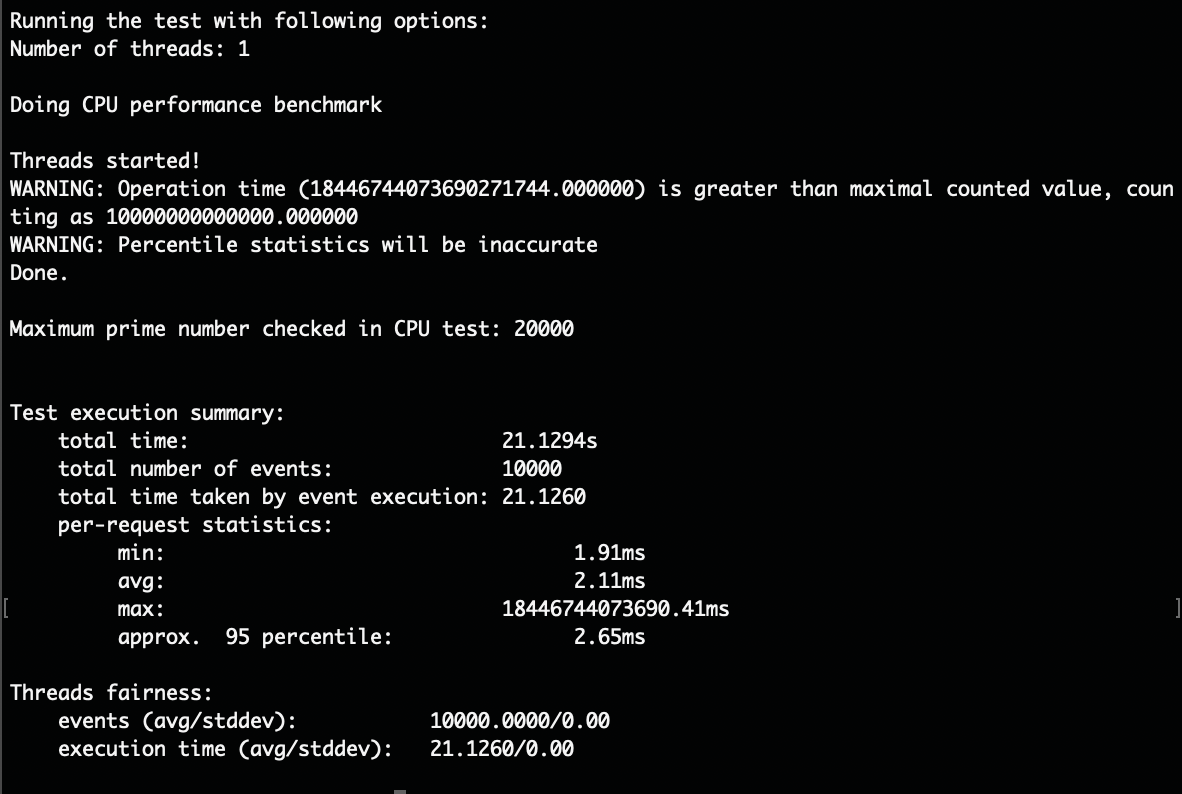 Running the test with following options:
Number of threads: 1
Doing CPU performance benchmark
Threads started!
WARNING: Operation time (18446744073690271744.000000) is greater than maximal counted value, coun
ting as 10000000000000.000000
WARNING: Percentile statistics will be inaccurate
Done.
Maximum prime number checked in CPU test: 20000
Test execution summary:
total time: 21.1294s
total number of events: 10000
total time taken by event execution: 21.1260
per-request statistics:
min: 1.91ms
avg: 2.11ms
[ max: 18446744073690.41ms ]
approx. 95 percentile: 2.65ms
Threads fairness:
events (avg/stddev): 10000.0000/0.00
execution time (avg/stddev): 21.1260/0.00